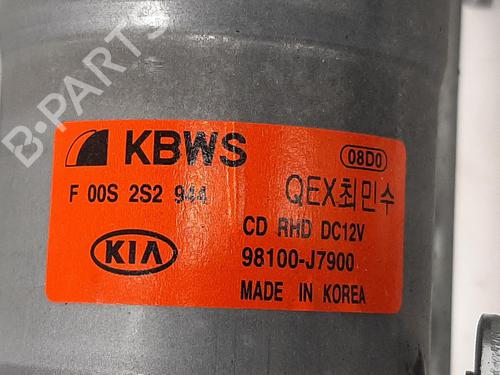 KBWS
08D0
F 00S 2S2 944
QEX최민수
CD RHD DC12V
KIA
98100-J7900
MADE IN KOREA
B-PARTS